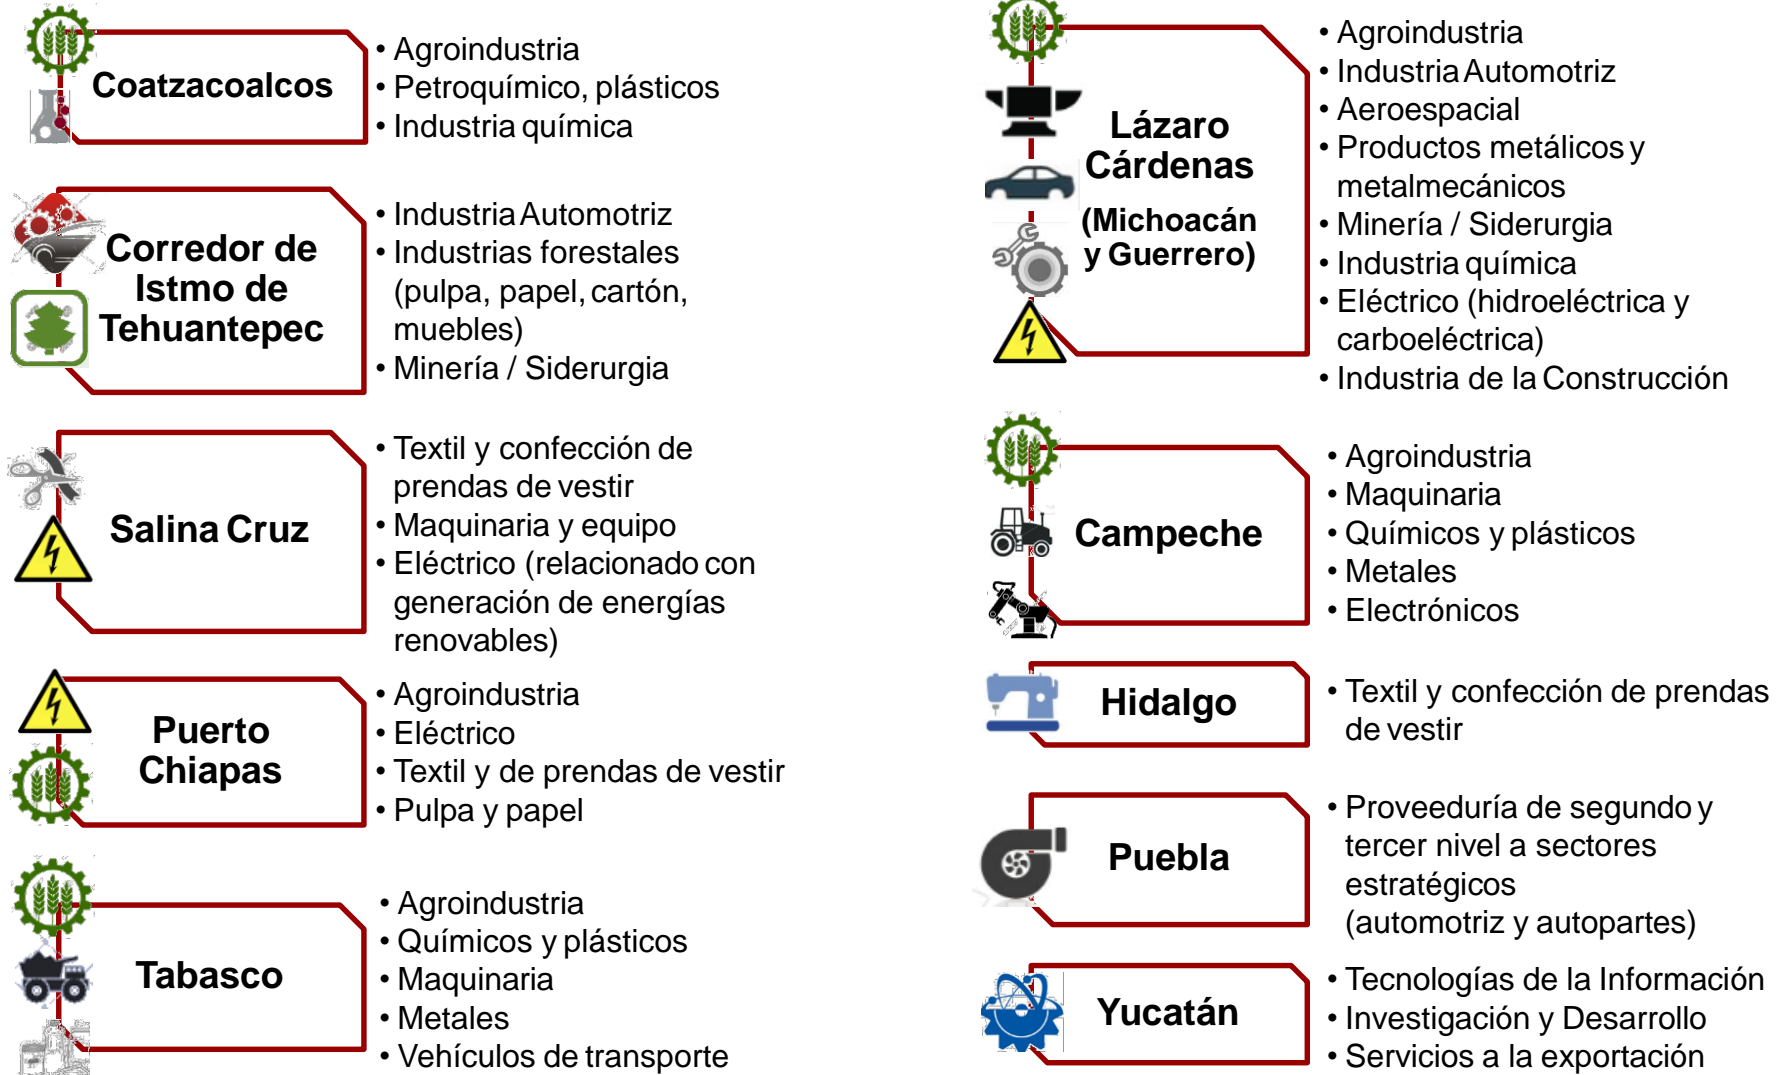 Coatzacoalcos
• Agroindustria
• Petroquímico, plásticos
• Industria química
Corredor de
Istmo de
Tehuantepec
• Industria Automotriz
• Industrias forestales
(pulpa, papel, cartón,
muebles)
• Minería / Siderurgia
Salina Cruz
• Textil y confección de
prendas de vestir
• Maquinaria y equipo
• Eléctrico (relacionado con
generación de energías
renovables)
Puerto
Chiapas
• Agroindustria
• Eléctrico
• Textil y de prendas de vestir
• Pulpa y papel
Tabasco
• Agroindustria
• Químicos y plásticos
• Maquinaria
• Metales
• Vehículos de transporte
Lázaro
Cárdenas
(Michoacán
y Guerrero)
• Agroindustria
• Industria Automotriz
• Aeroespacial
• Productos metálicos y
metalmecánicos
• Minería / Siderurgia
• Industria química
• Eléctrico (hidroeléctrica y
carboeléctrica)
• Industria de la Construcción
Campeche
• Agroindustria
• Maquinaria
• Químicos y plásticos
• Metales
• Electrónicos
Hidalgo
• Textil y confección de prendas
de vestir
Puebla
• Proveeduría de segundo y
tercer nivel a sectores
estratégicos
(automotriz y autopartes)
Yucatán
• Tecnologías de la Información
• Investigación y Desarrollo
• Servicios a la exportación